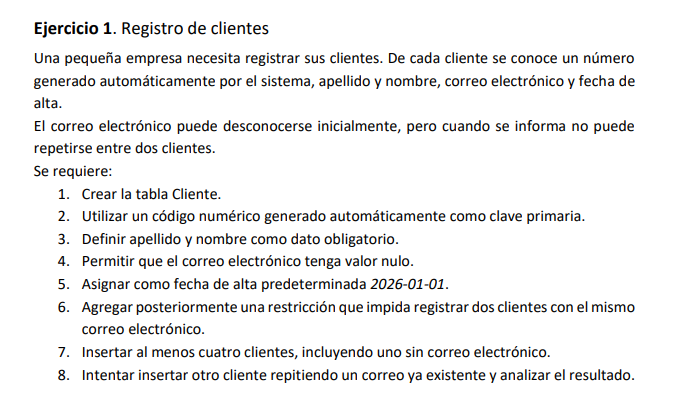 Ejercicio 1. Registro de clientes
Una pequeña empresa necesita registrar sus clientes. De cada cliente se conoce un número
generado automáticamente por el sistema, apellido y nombre, correo electrónico y fecha de
alta.
El correo electrónico puede desconocerse inicialmente, pero cuando se informa no puede
repetirse entre dos clientes.
Se requiere:
1. Crear la tabla Cliente.
2. Utilizar un código numérico generado automáticamente como clave primaria.
3. Definir apellido y nombre como dato obligatorio.
4. Permitir que el correo electrónico tenga valor nulo.
5. Asignar como fecha de alta predeterminada 2026-01-01.
6. Agregar posteriormente una restricción que impida registrar dos clientes con el mismo
correo electrónico.
7. Insertar al menos cuatro clientes, incluyendo uno sin correo electrónico.
8. Intentar insertar otro cliente repitiendo un correo ya existente y analizar el resultado.